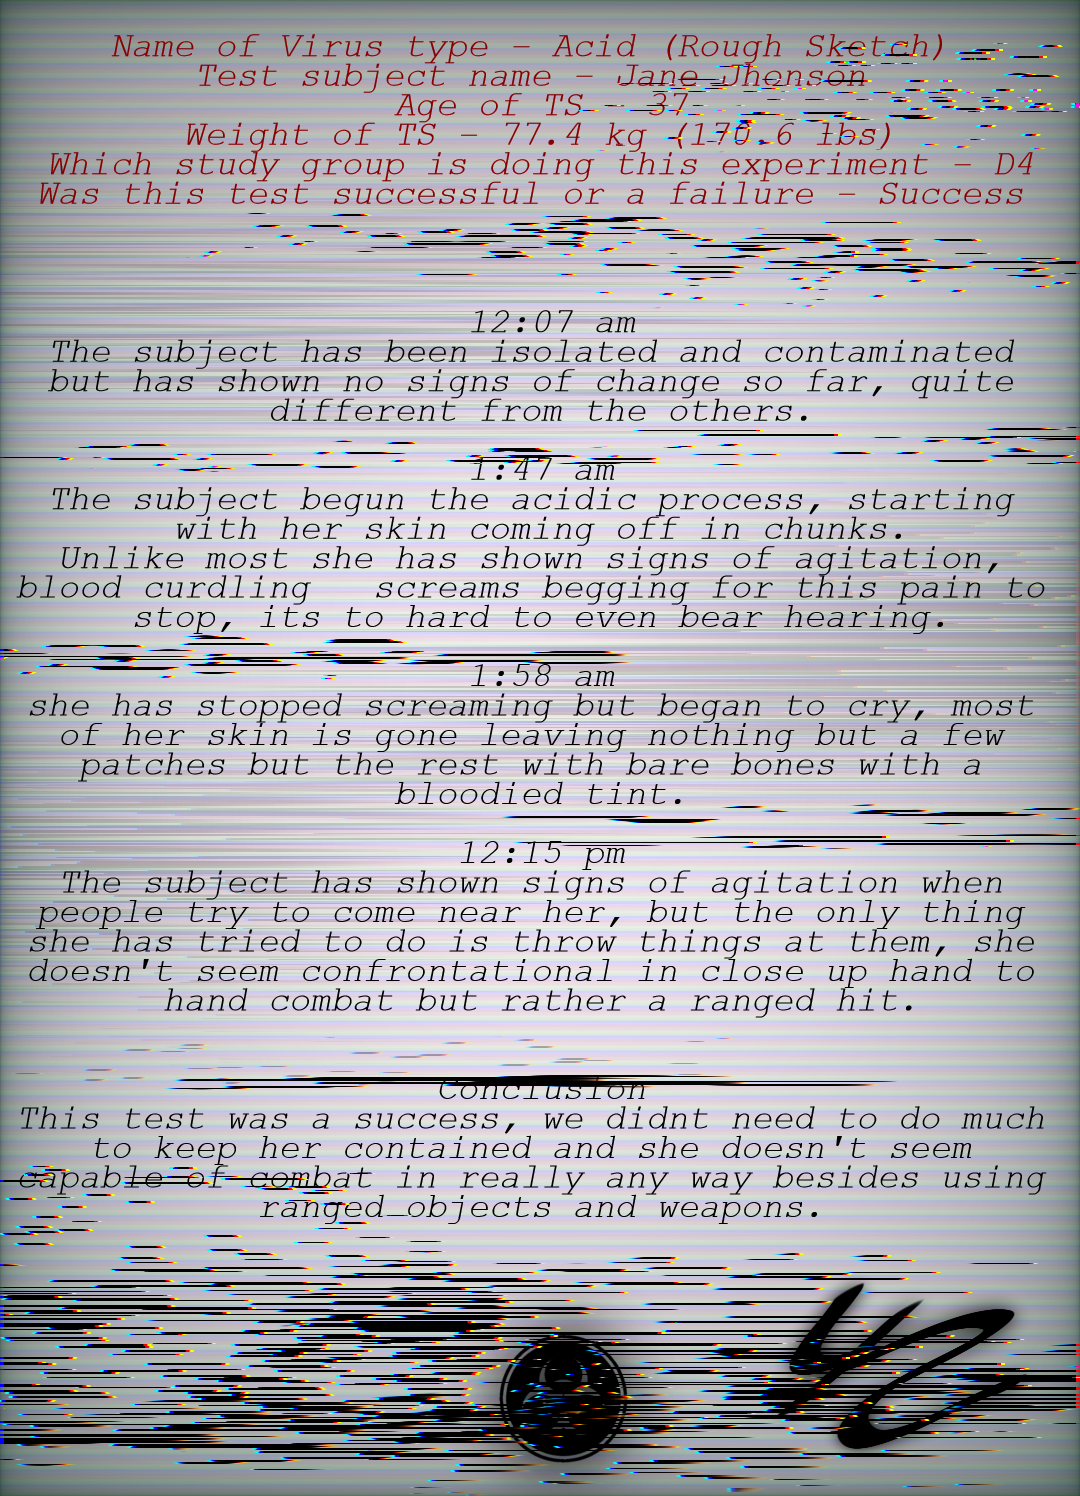 Name of Virus type - Acid (Rough Sketch)
Test subject name - Jane Jhonson
Age of TS - 37
Weight of TS - 77.4 kg (170.6 lbs)
Which study group is doing this experiment - D4
Was this test successful or a failure - Success
12:07 am
The subject has been isolated and contaminated
but has shown no signs of change so far, quite
different from the others.
1:47 am
The subject begun the acidic process, starting
with her skin coming off in chunks.
Unlike most she has shown signs of agitation,
blood curdling   screams begging for this pain to
stop, its to hard to even bear hearing.
1:58 am
she has stopped screaming but began to cry, most
of her skin is gone leaving nothing but a few
patches but the rest with bare bones with a
bloodied tint.
12:15 pm
The subject has shown signs of agitation when
people try to come near her, but the only thing
she has tried to do is throw things at them, she
doesn't seem confrontational in close up hand to
hand combat but rather a ranged hit.
Conclusion
This test was a success, we didnt need to do much
to keep her contained and she doesn't seem
capable of combat in really any way besides using
ranged objects and weapons.